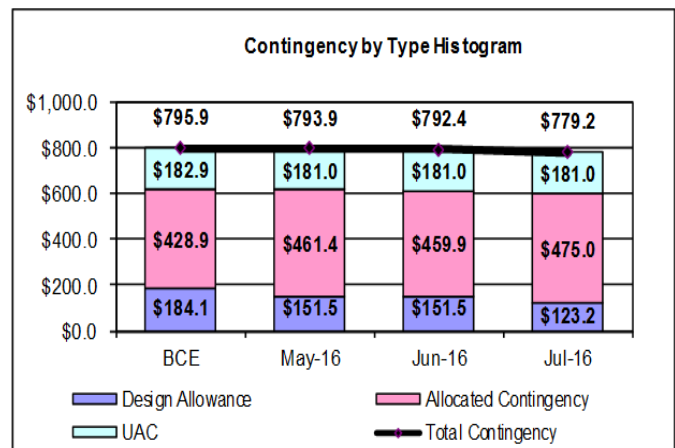 Contingency by Type Histogram
$1,000.0
$795.9 $793.9 $792.4 $779.2
$800.0
$182.9 $181.0 $181.0 $181.0
$600.0
$428.9 $461.4 $459.9 $475.0
$400.0
$200.0
$184.1 $151.5 $151.5 $123.2
$0.0
BCE May-16 Jun-16 Jul-16
Design Allowance Allocated Contingency
UAC Total Contingency